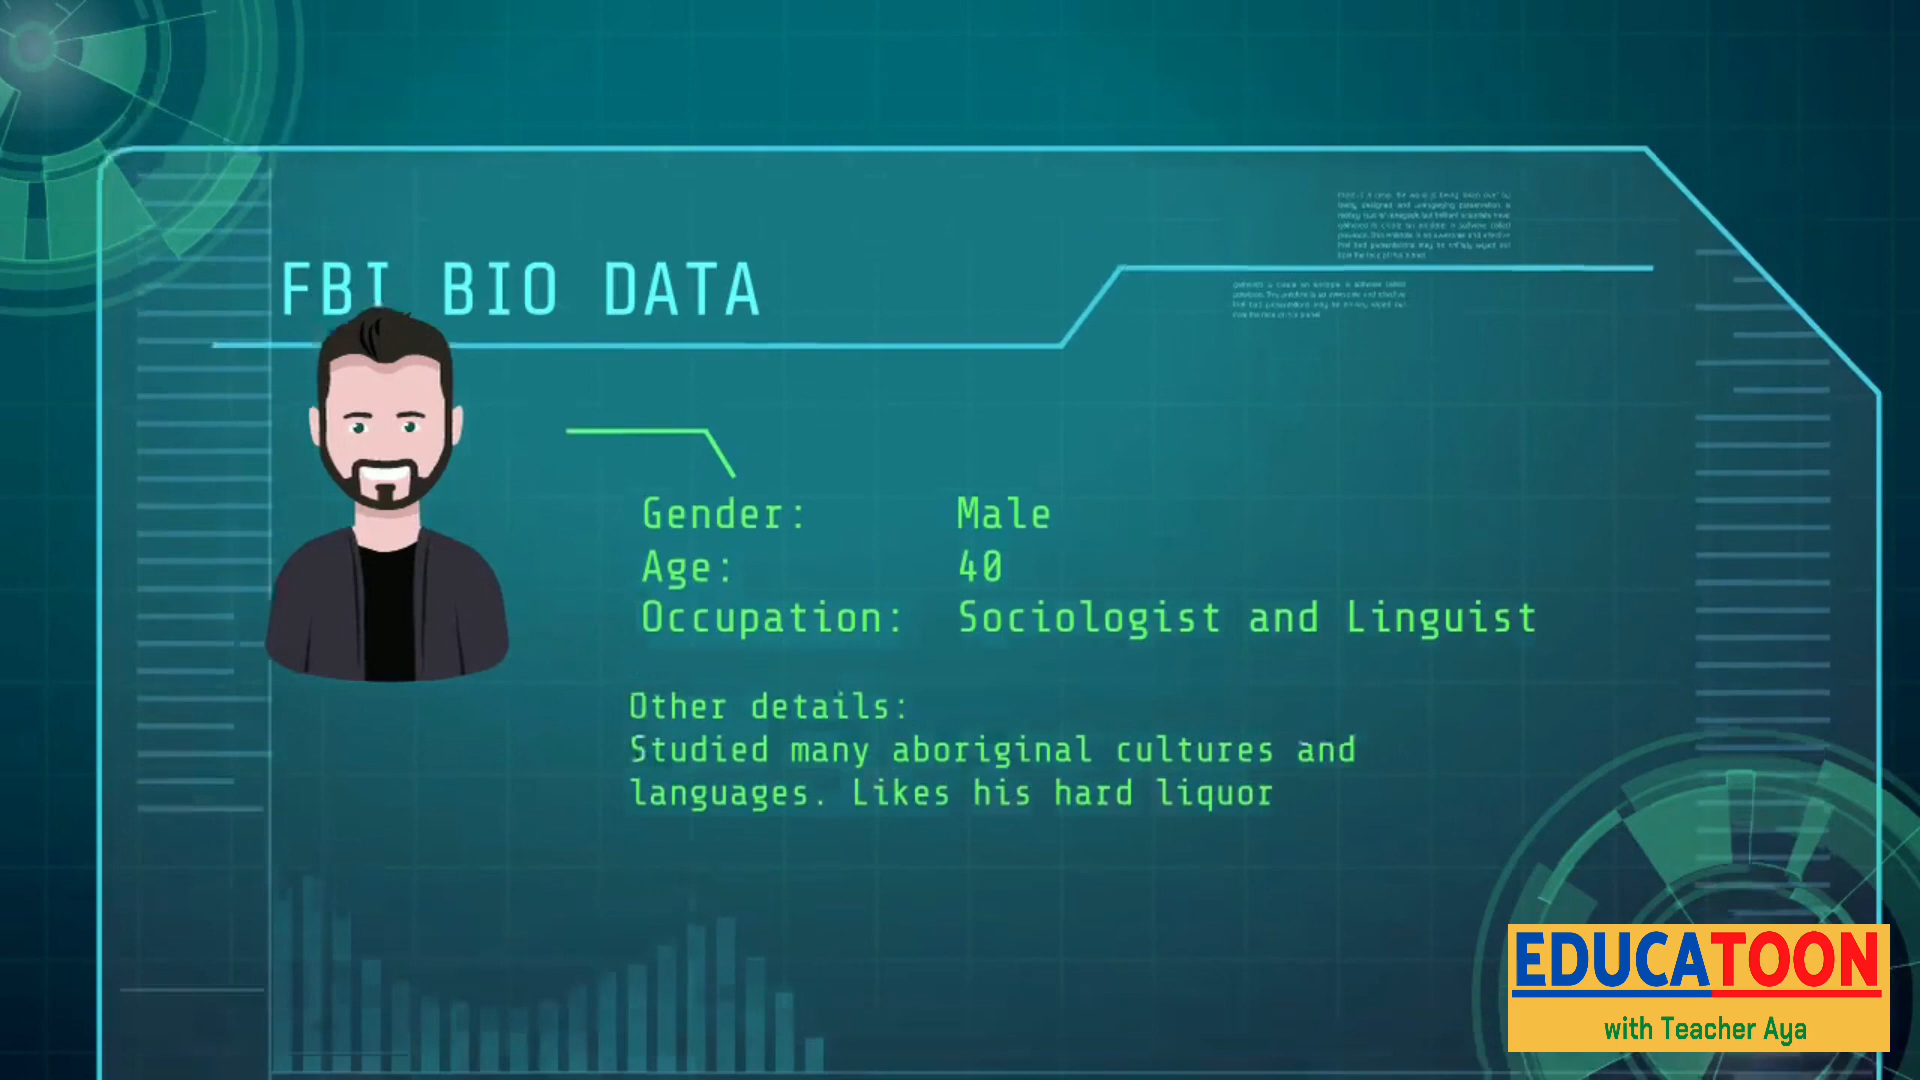 FBI BIO DATA
Gender: Male
Age: 40
Occupation: Sociologist and Linguist
Other details:
Studied many aboriginal cultures and
languages. Likes his hard liquor
EDUCATOON
with Teacher Aya